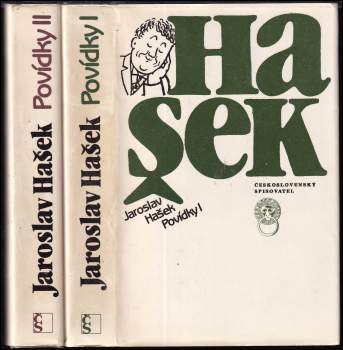 Jaroslav Hašek Povídky II
ČS
Jaroslav Hašek Povídky I
ČS
Ha
šek
Jaroslav
Hašek
Povídky I
ČESKOSLOVENSKÝ
SPISOVATEL